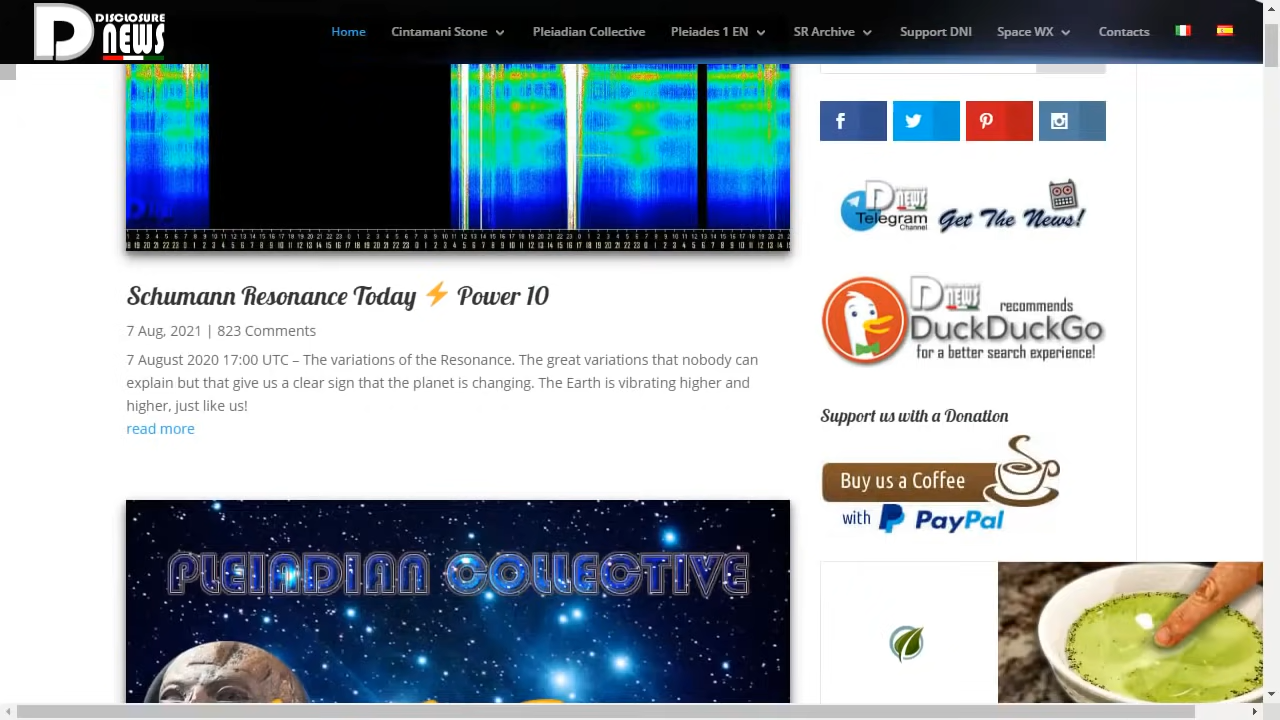 DISCLOSURE
NEWS
Home
Cintamani Stone
Pleiadian Collective
Pleiades 1 EN
SR Archive
Support DNI
Space WX
Contacts
Schumann Resonance Today ⚡ Power 10
7 Aug, 2021 | 823 Comments
7 August 2020 17:00 UTC – The variations of the Resonance. The great variations that nobody can
explain but that give us a clear sign that the planet is changing. The Earth is vibrating higher and
higher, just like us!
read more
PLEIADIAN COLLECTIVE
NEWS
Telegram
Channel
Get The News!
NEWS
recommends
DuckDuckGo
for a better search experience!
Support us with a Donation
Buy us a Coffee
with PayPal